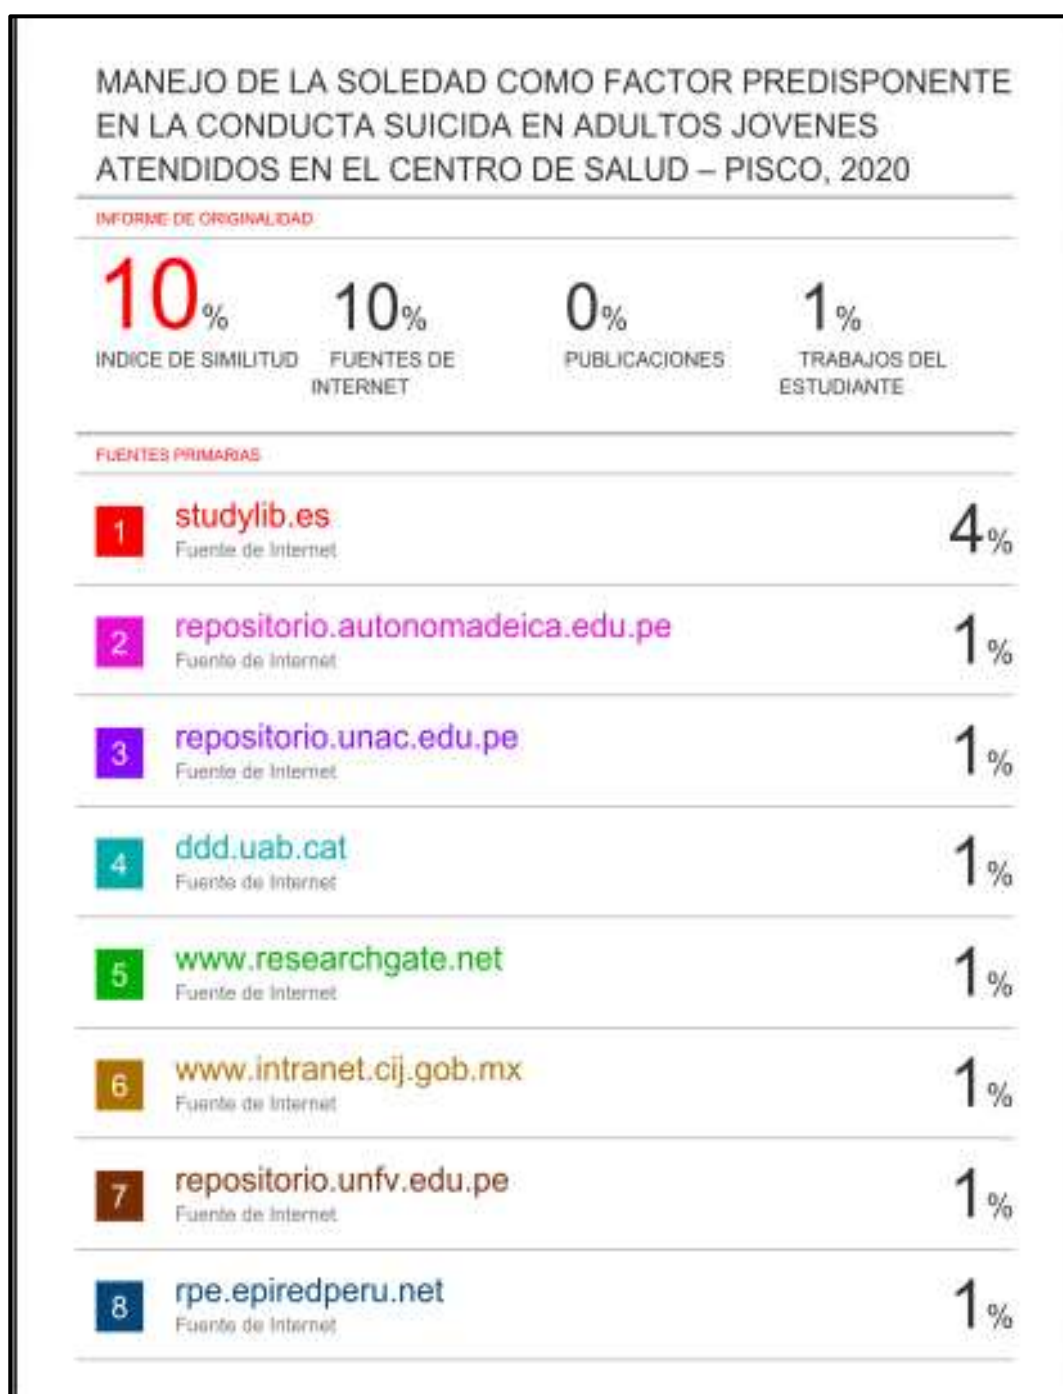 MANEJO DE LA SOLEDAD COMO FACTOR PREDISPONENTE
EN LA CONDUCTA SUICIDA EN ADULTOS JOVENES
ATENDIDOS EN EL CENTRO DE SALUD – PISCO, 2020
INFORME DE ORIGINALIDAD
10% 10% 0% 1%
INDICE DE SIMILITUD FUENTES DE PUBLICACIONES TRABAJOS DEL
INTERNET ESTUDIANTE
FUENTES PRIMARIAS
1 studylib.es 4%
Fuente de Internet
2 repositorio.autonomadeica.edu.pe 1%
Fuente de Internet
3 repositorio.unac.edu.pe 1%
Fuente de Internet
4 ddd.uab.cat 1%
Fuente de Internet
5 www.researchgate.net 1%
Fuente de Internet
6 www.intranet.cij.gob.mx 1%
Fuente de Internet
7 repositorio.unfv.edu.pe 1%
Fuente de Internet
8 rpe.epiredperu.net 1%
Fuente de Internet